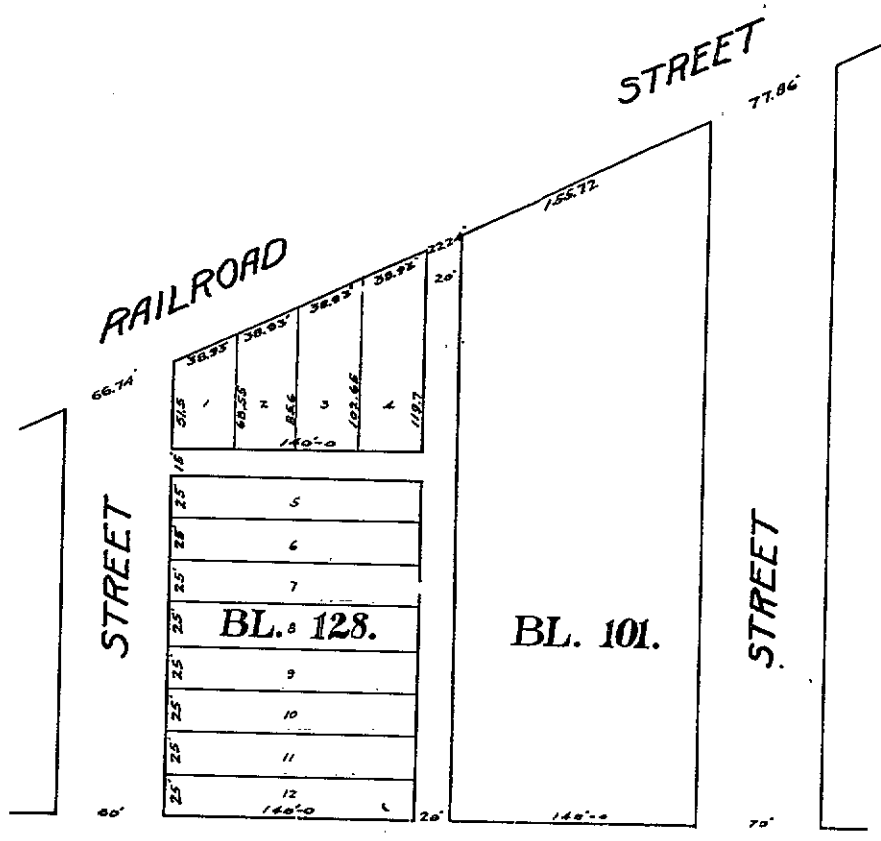 STREET
77.86'
155.72
RAILROAD
22.24'
20'
38.93' 38.93' 38.93' 38.92'
66.74'
51.5 1 68.55 2 85.6 3 102.65 4 119.7
140'-0
15'
25' 5
25' 6
25' 7
25' 8
25' 9
25' 10
25' 11
25' 12
STREET
BL. 128.
BL. 101.
STREET
60' 140'-0 20' 140'-0 70'